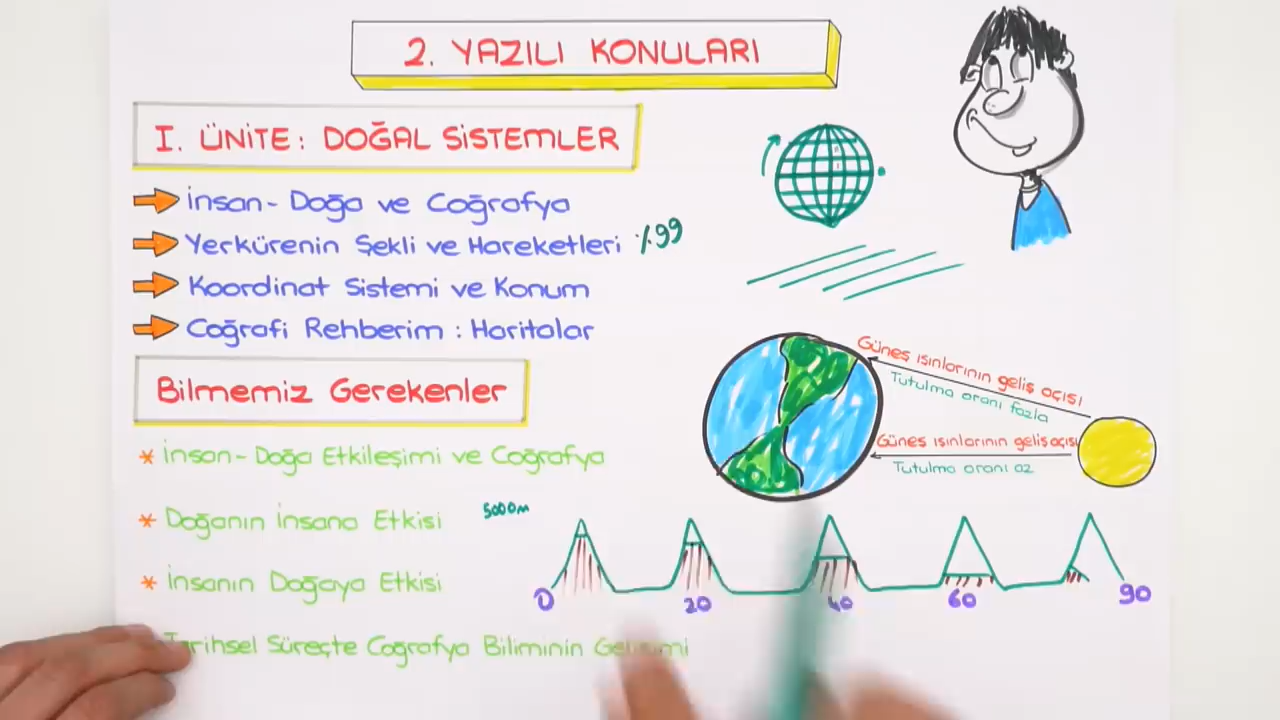 2. YAZILI KONULARI
I. ÜNİTE: DOĞAL SİSTEMLER
İnsan-Doğa ve Coğrafya
Yerkürenin Şekli ve Hareketleri %99
Koordinat Sistemi ve Konum
Coğrafi Rehberim: Haritalar
Bilmemiz Gerekenler
* İnsan-Doğa Etkileşimi ve Coğrafya
* Doğanın İnsana Etkisi
* İnsanın Doğaya Etkisi
Tarihsel Süreçte Coğrafya Biliminin
Güneş ışınlarının geliş açısı
Tutulma oranı fazla
Güneş ışınlarının geliş açısı
Tutulma oranı az
5000m
0 20 40 60 90